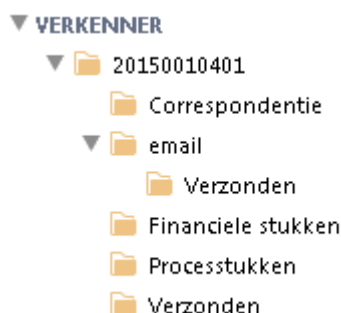 VERKENNER
20150010401
Correspondentie
email
Verzonden
Financiele stukken
Processtukken
Verzonden